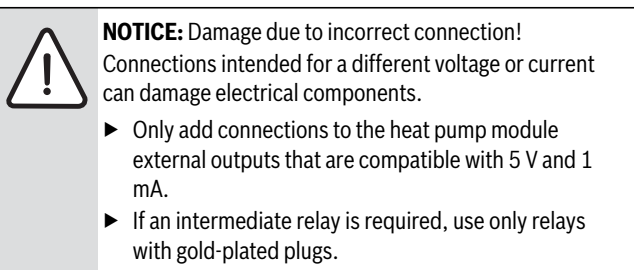 NOTICE: Damage due to incorrect connection!
Connections intended for a different voltage or current
can damage electrical components.
▶ Only add connections to the heat pump module
external outputs that are compatible with 5 V and 1
mA.
▶ If an intermediate relay is required, use only relays
with gold-plated plugs.